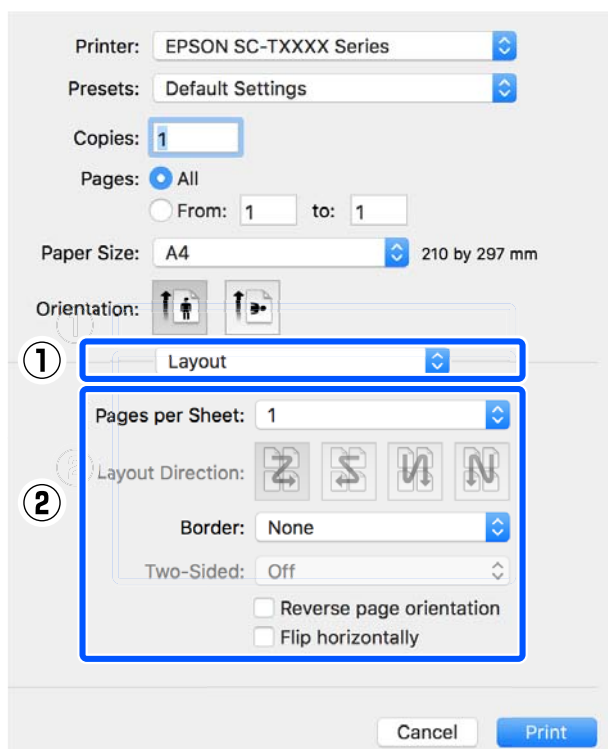 Printer: EPSON SC-TXXXX Series
Presets: Default Settings
Copies: 1
Pages: All
From: 1 to: 1
Paper Size: A4 210 by 297 mm
Orientation:
① Layout
Pages per Sheet: 1
② Layout Direction:
Border: None
Two-Sided: Off
Reverse page orientation
Flip horizontally
Cancel Print